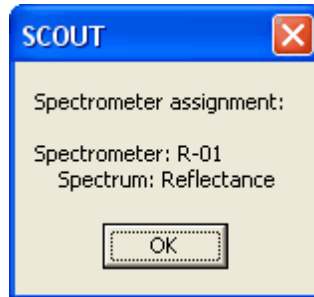 SCOUT
Spectrometer assignment:
Spectrometer: R-01
Spectrum: Reflectance
OK